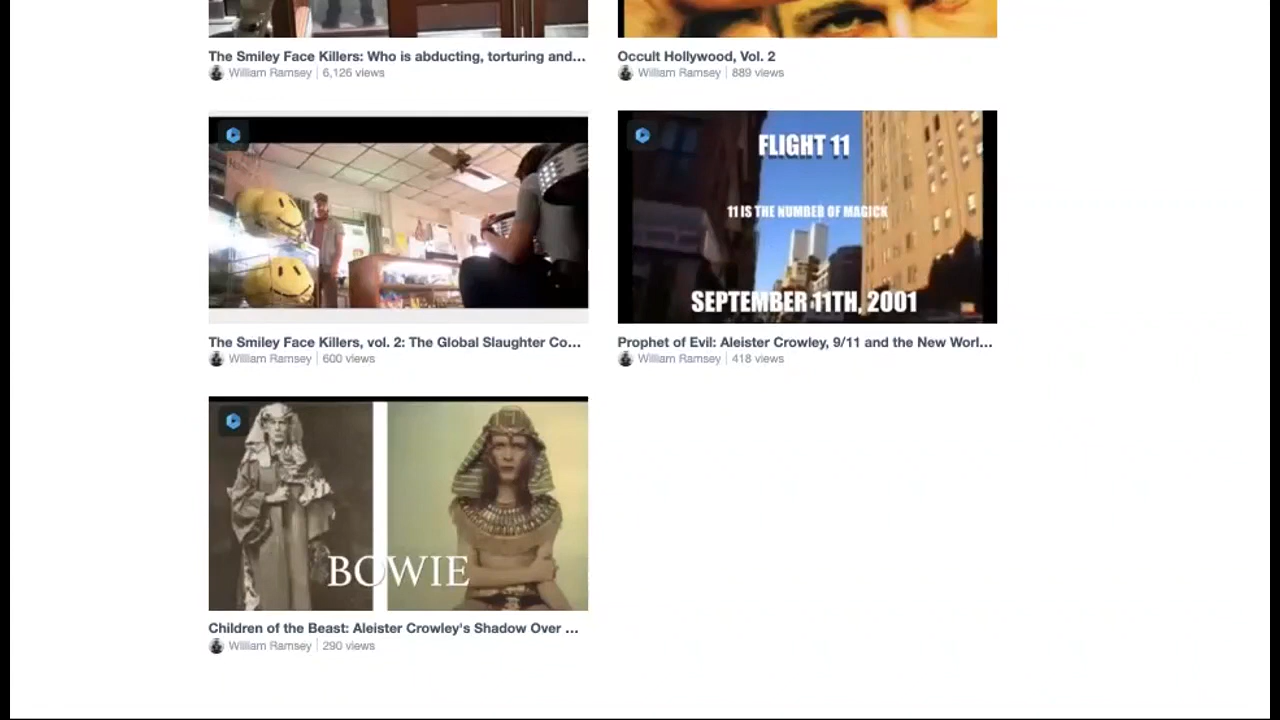 The Smiley Face Killers: Who is abducting, torturing and...
William Ramsey | 6,126 views
Occult Hollywood, Vol. 2
William Ramsey | 889 views
FLIGHT 11
11 IS THE NUMBER OF MAGICK
SEPTEMBER 11TH, 2001
The Smiley Face Killers, vol. 2: The Global Slaughter Co...
William Ramsey | 600 views
Prophet of Evil: Aleister Crowley, 9/11 and the New Worl...
William Ramsey | 418 views
BOWIE
Children of the Beast: Aleister Crowley's Shadow Over ...
William Ramsey | 290 views